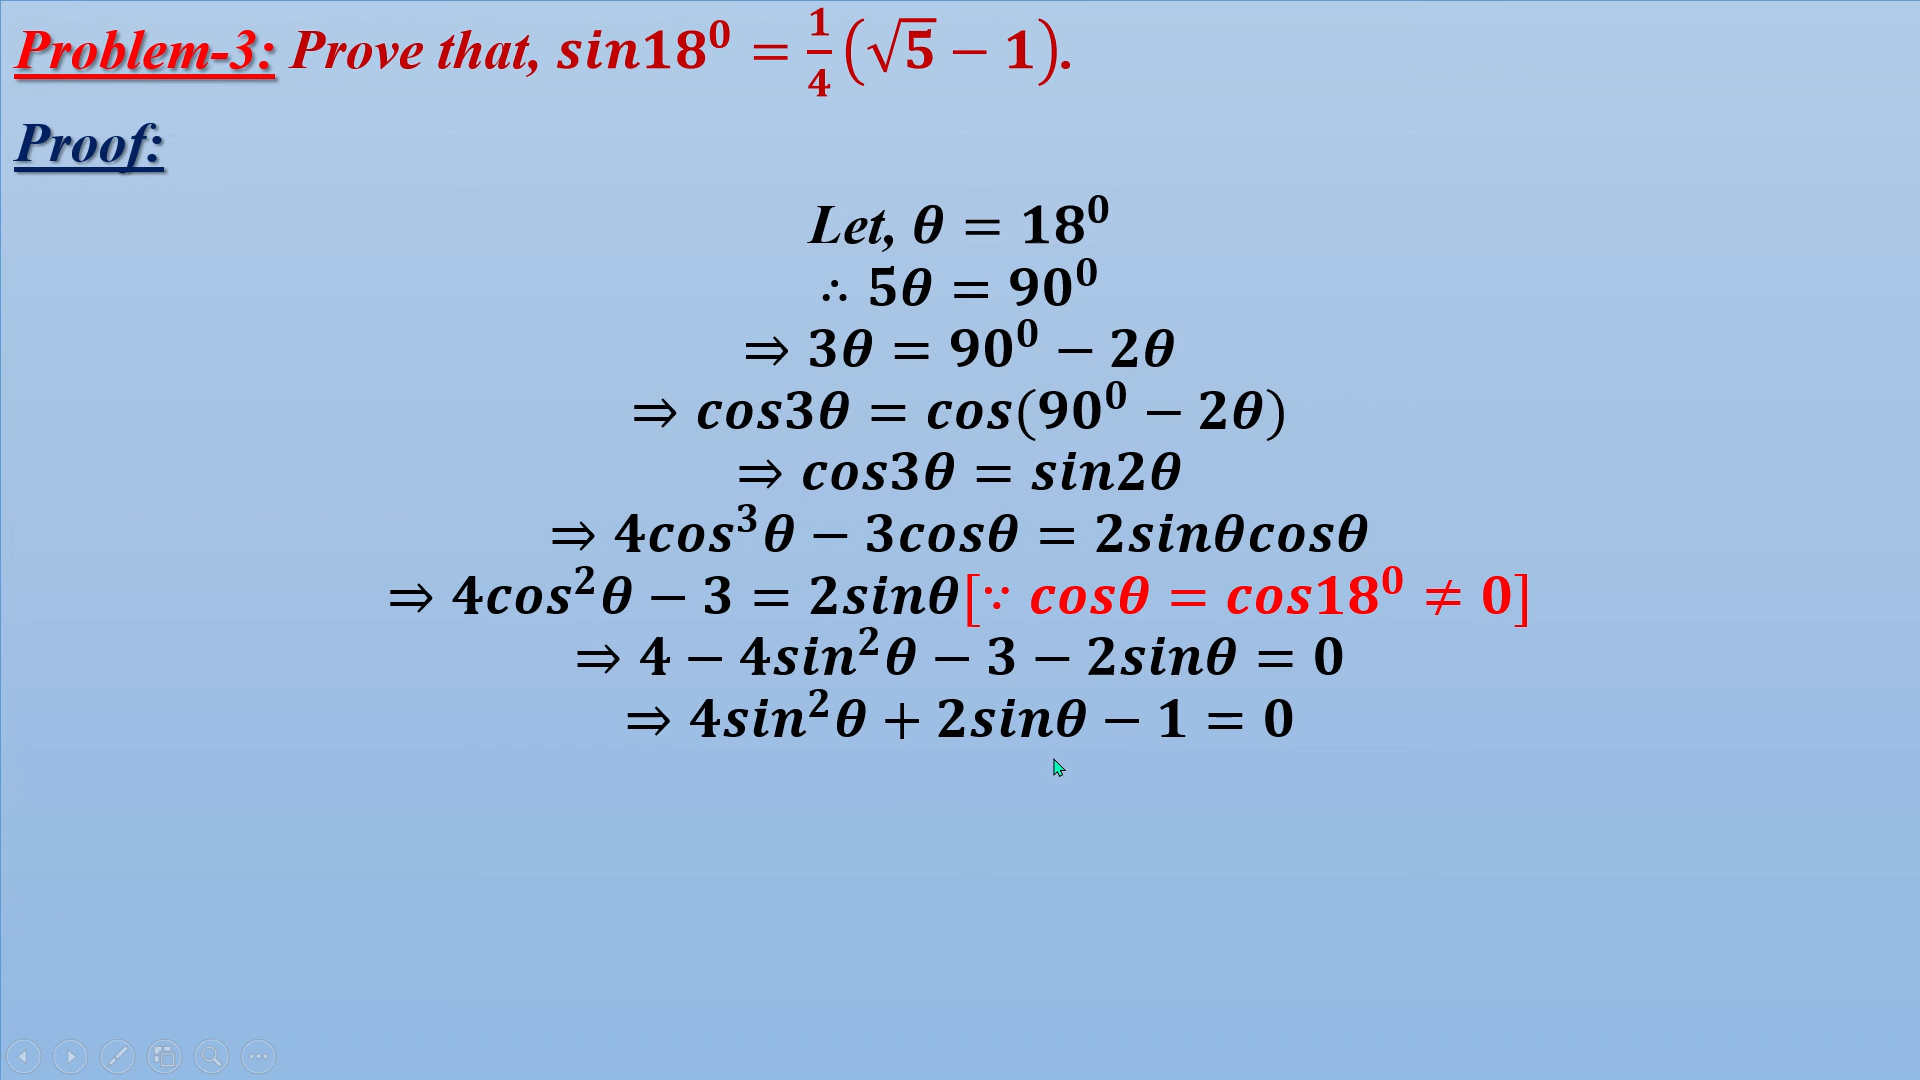 Problem-3: Prove that, sin18⁰ = 1/4 (√5 − 1).
Proof:
Let, θ = 18⁰
∴ 5θ = 90⁰
⇒ 3θ = 90⁰ − 2θ
⇒ cos3θ = cos(90⁰ − 2θ)
⇒ cos3θ = sin2θ
⇒ 4cos³θ − 3cosθ = 2sinθcosθ
⇒ 4cos²θ − 3 = 2sinθ[∵ cosθ = cos18⁰ ≠ 0]
⇒ 4 − 4sin²θ − 3 − 2sinθ = 0
⇒ 4sin²θ + 2sinθ − 1 = 0